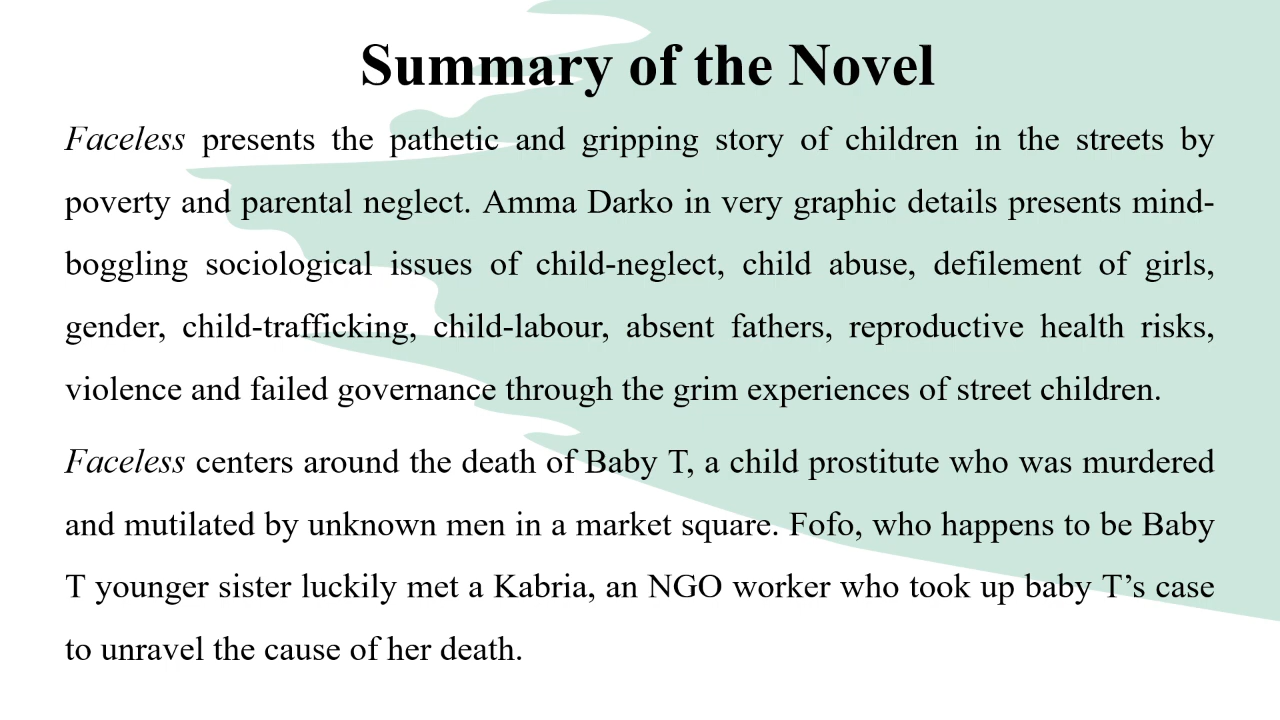 Summary of the Novel
Faceless presents the pathetic and gripping story of children in the streets by
poverty and parental neglect. Amma Darko in very graphic details presents mind-
boggling sociological issues of child-neglect, child abuse, defilement of girls,
gender, child-trafficking, child-labour, absent fathers, reproductive health risks,
violence and failed governance through the grim experiences of street children.
Faceless centers around the death of Baby T, a child prostitute who was murdered
and mutilated by unknown men in a market square. Fofo, who happens to be Baby
T younger sister luckily met a Kabria, an NGO worker who took up baby T’s case
to unravel the cause of her death.